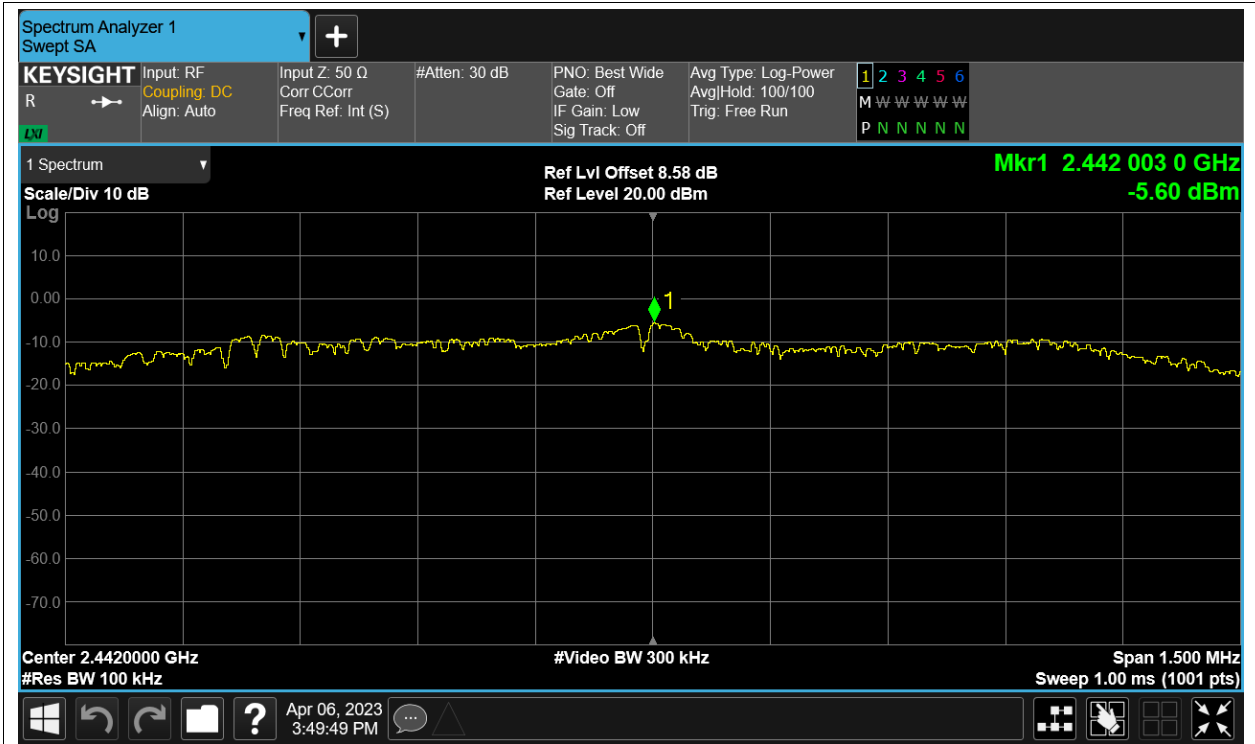 Spectrum Analyzer 1
Swept SA
+
KEYSIGHT
R
LXI
Input: RF
Coupling: DC
Align: Auto
Input Z: 50 Ω
Corr CCorr
Freq Ref: Int (S)
#Atten: 30 dB
PNO: Best Wide
Gate: Off
IF Gain: Low
Sig Track: Off
Avg Type: Log-Power
Avg|Hold: 100/100
Trig: Free Run
1 2 3 4 5 6
M W W W W W
P N N N N N
1 Spectrum
Scale/Div 10 dB
Log
Ref Lvl Offset 8.58 dB
Ref Level 20.00 dBm
Mkr1 2.442 003 0 GHz
-5.60 dBm
10.0
0.00
1
-10.0
-20.0
-30.0
-40.0
-50.0
-60.0
-70.0
Center 2.4420000 GHz
#Video BW 300 kHz
Span 1.500 MHz
#Res BW 100 kHz
Sweep 1.00 ms (1001 pts)
?
Apr 06, 2023
3:49:49 PM